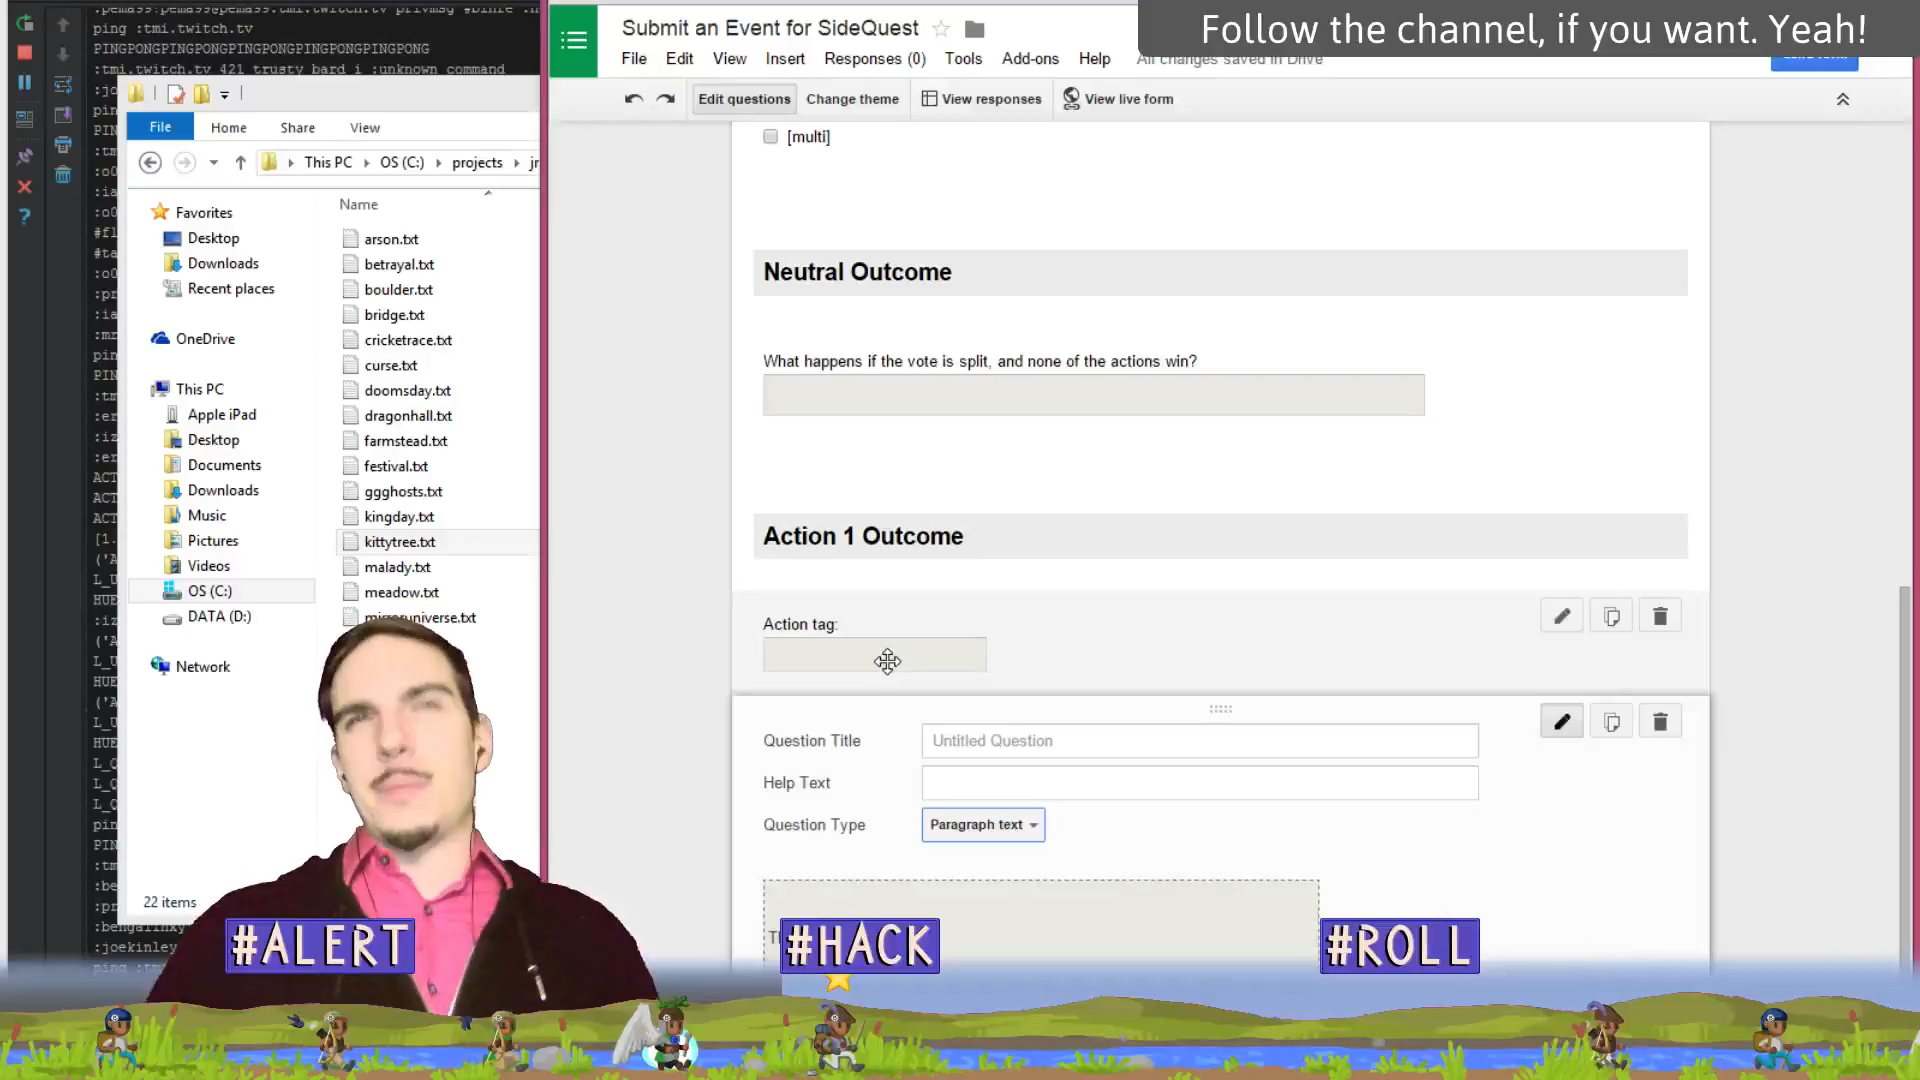 Follow the channel, if you want. Yeah!
ping :tmi.twitch.tv
PINGPONGPINGPONGPINGPONGPINGPONGPINGPONG
:tmi.twitch.tv 421 trusty_bard_i :unknown command
File Home Share View
This PC OS (C:) projects
Favorites
Desktop
Downloads
Recent places
OneDrive
This PC
Apple iPad
Desktop
Documents
Downloads
Music
Pictures
Videos
OS (C:)
DATA (D:)
Network
22 items
Name
arson.txt
betrayal.txt
boulder.txt
bridge.txt
cricketrace.txt
curse.txt
doomsday.txt
dragonhall.txt
farmstead.txt
festival.txt
ggghosts.txt
kingday.txt
kittytree.txt
malady.txt
meadow.txt
mirroruniverse.txt
:bengalinxy
:joekinley
Submit an Event for SideQuest
File Edit View Insert Responses (0) Tools Add-ons Help All changes saved in Drive
Edit questions Change theme View responses View live form
[multi]
Neutral Outcome
What happens if the vote is split, and none of the actions win?
Action 1 Outcome
Action tag:
Question Title Untitled Question
Help Text
Question Type Paragraph text
#ALERT #HACK #ROLL